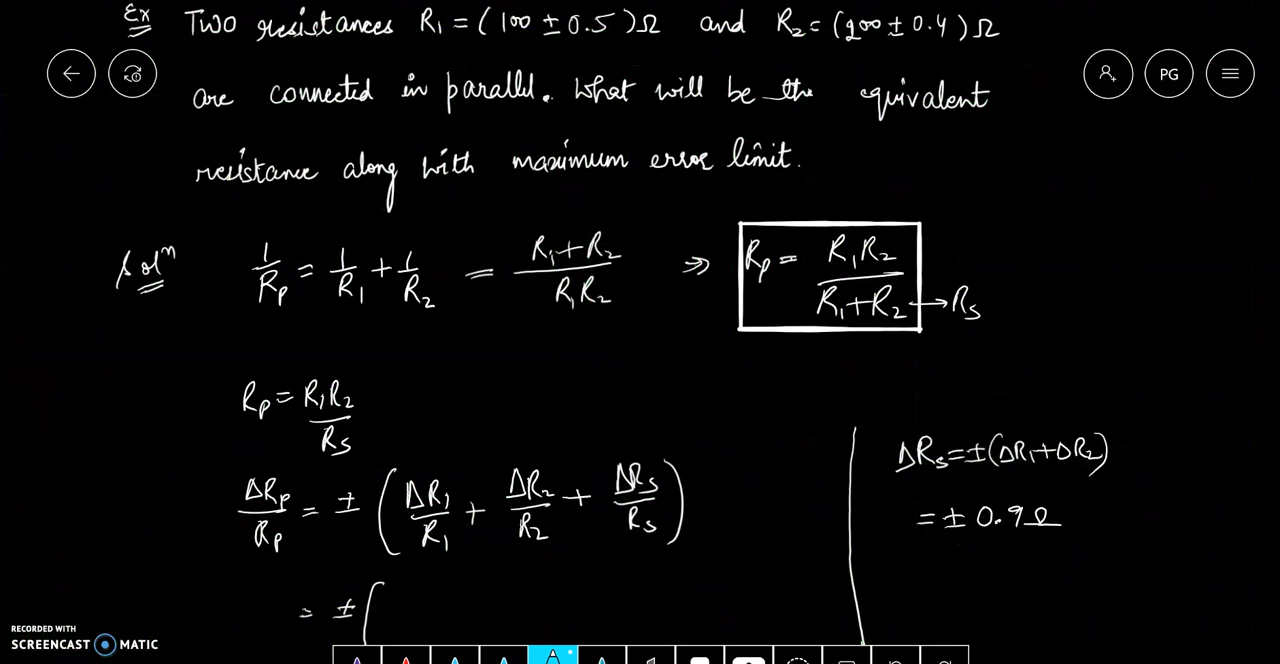 Ex Two resistances R₁ = (100 ± 0.5) Ω and R₂ = (200 ± 0.4) Ω
are connected in parallel. What will be the equivalent
resistance along with maximum error limit.
PG
Solⁿ 1/Rp = 1/R₁ + 1/R₂ = (R₁+R₂)/(R₁R₂) ⇒ Rp = R₁R₂/(R₁+R₂) → Rs
Rp = R₁R₂/Rs
ΔRp/Rp = ± (ΔR₁/R₁ + ΔR₂/R₂ + ΔRs/Rs)
= ± (
ΔRs = ±(ΔR₁+ΔR₂)
= ± 0.9 Ω
RECORDED WITH
SCREENCAST MATIC